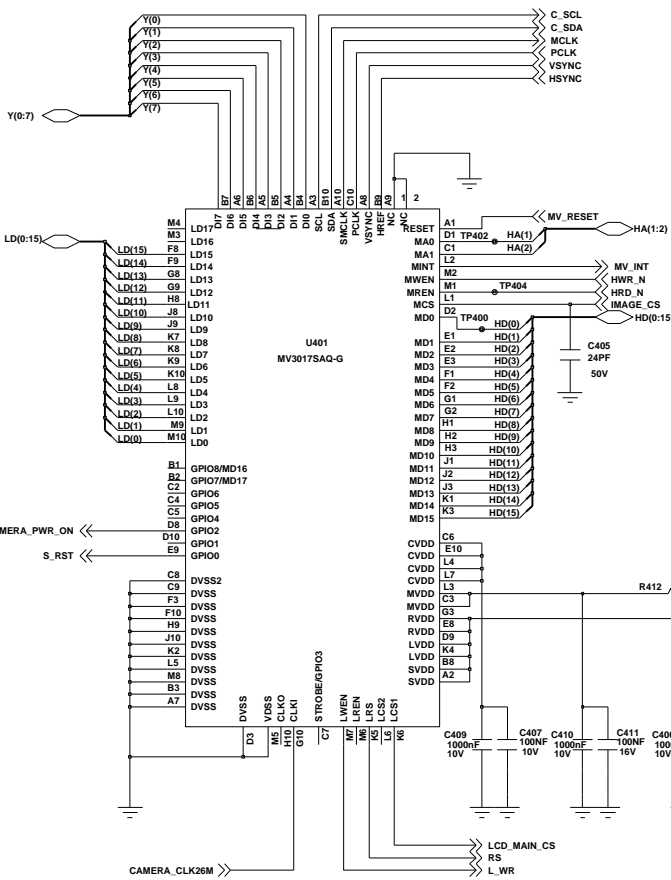 Y(0)
Y(1)
Y(2)
Y(3)
Y(4)
Y(5)
Y(6)
Y(7)
Y(0:7)
C_SCL
C_SDA
MCLK
PCLK
VSYNC
HSYNC
B7 B6 A6 B6 A5 B5 A4 B4 A3 B10 A10 C10 A8 B9 A9 1 2
DI7 DI6 DI5 DI4 DI3 DI2 DI1 DI0 SCL SDA SMCLK PCLK VSYNC HREF NC NC
LD(0:15)
M4 LD17
M3 LD16
LD(15) F8 LD15
LD(14) F9 LD14
LD(13) G8 LD13
LD(12) G9 LD12
LD(11) H8 LD11
LD(10) J8 LD10
LD(9) J9 LD9
LD(8) K7 LD8
LD(7) K8 LD7
LD(6) K9 LD6
LD(5) K10 LD5
LD(4) L8 LD4
LD(3) L9 LD3
LD(2) L10 LD2
LD(1) M9 LD1
LD(0) M10 LD0
B1 GPIO8/MD16
B2 GPIO7/MD17
C2 GPIO6
C4 GPIO5
C5 GPIO4
MERA_PWR_ON D8 GPIO2
D10 GPIO1
S_RST E9 GPIO0
C8 DVSS2
C9 DVSS
F3 DVSS
F10 DVSS
H9 DVSS
J10 DVSS
K2 DVSS
L5 DVSS
M8 DVSS
B3 DVSS
A7 DVSS
U401
MV3017SAQ-G
RESET A1 MV_RESET
MA0 D1 TP402 HA(1) HA(1:2)
MA1 C1 HA(2)
MINT L2 MV_INT
MWEN M2 HWR_N
MREN M1 TP404 HRD_N
MCS L1 IMAGE_CS
MD0 D2 TP400 HD(0) HD(0:15
MD1 E1 HD(1)
MD2 E2 HD(2)
MD3 E3 HD(3)
MD4 F1 HD(4)
MD5 F2 HD(5)
MD6 G1 HD(6)
MD7 G2 HD(7)
MD8 H1 HD(8)
MD9 H2 HD(9)
MD10 H3 HD(10)
MD11 J1 HD(11)
MD12 J2 HD(12)
MD13 J3 HD(13)
MD14 K1 HD(14)
MD15 K3 HD(15)
C405
24PF
50V
CVDD C6
CVDD E10
CVDD L4
CVDD L7
MVDD L3
MVDD C3
RVDD G3
RVDD E8
LVDD D9
LVDD K4
SVDD B8
SVDD A2
R412
DVSS VDSS CLKO CLKI STROBE/GPIO3 LWEN LREN LRS LCS2 LCS1
D3 M5 H10 G10 C7 M7 M6 K5 L6 K6
C409
1000nF
10V
C407
100NF
10V
C410
1000nF
10V
C411
100NF
16V
10V
LCD_MAIN_CS
RS
L_WR
CAMERA_CLK26M